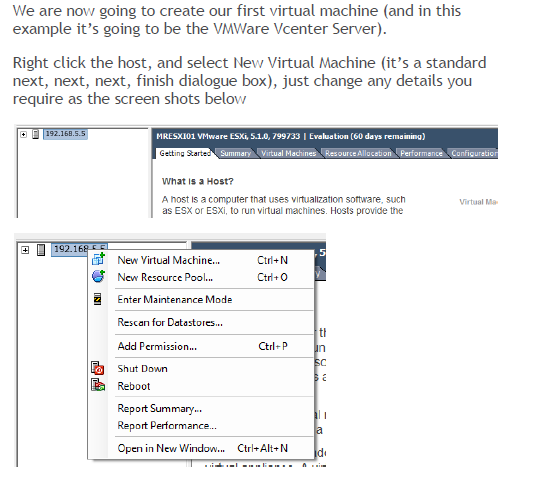 We are now going to create our first virtual machine (and in this
example it's going to be the VMWare Vcenter Server).
Right click the host, and select New Virtual Machine (it's a standard
next, next, next, finish dialogue box), just change any details you
require as the screen shots below
192.168.5.5
MRESXI01 VMware ESXi, 5.1.0, 799733 | Evaluation (60 days remaining)
Getting Started Summary Virtual Machines Resource Allocation Performance Configuration
What is a Host?
A host is a computer that uses virtualization software, such
as ESX or ESXi, to run virtual machines. Hosts provide the
Virtual Ma
192.168.5.5
New Virtual Machine... Ctrl+N
New Resource Pool... Ctrl+O
Enter Maintenance Mode
Rescan for Datastores...
Add Permission... Ctrl+P
Shut Down
Reboot
Report Summary...
Report Performance...
Open in New Window... Ctrl+Alt+N